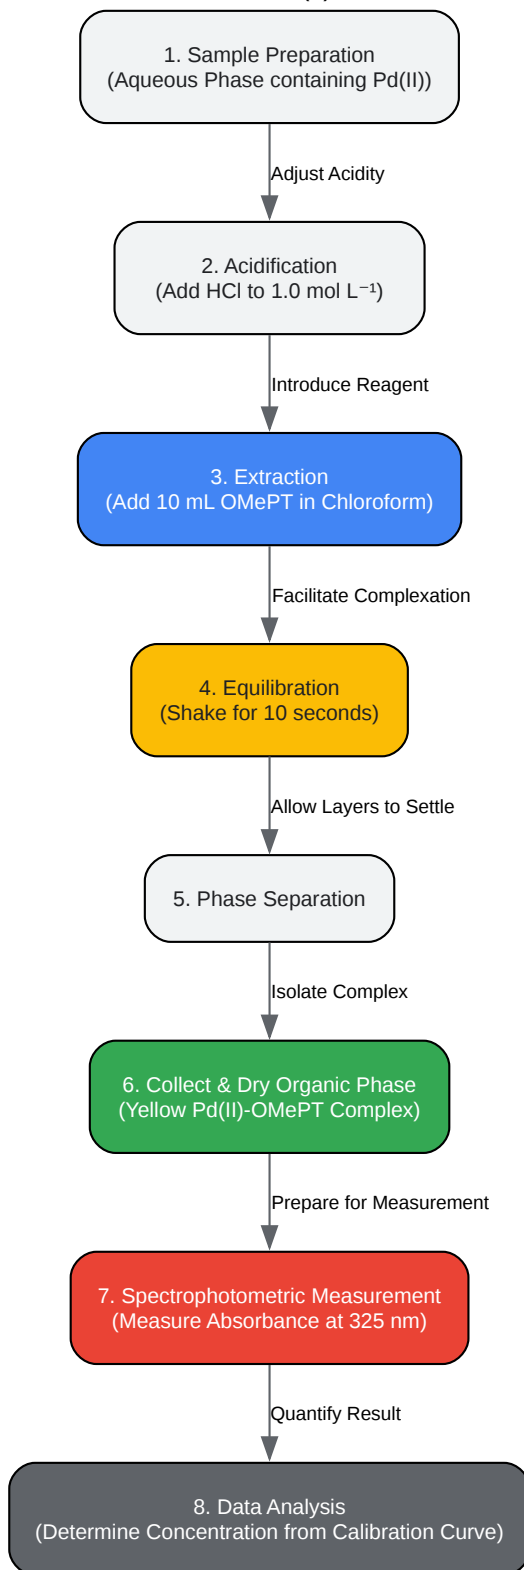 1. Sample Preparation
(Aqueous Phase containing Pd(II))
Adjust Acidity
2. Acidification
(Add HCl to 1.0 mol L⁻¹)
Introduce Reagent
3. Extraction
(Add 10 mL OMePT in Chloroform)
Facilitate Complexation
4. Equilibration
(Shake for 10 seconds)
Allow Layers to Settle
5. Phase Separation
Isolate Complex
6. Collect & Dry Organic Phase
(Yellow Pd(II)-OMePT Complex)
Prepare for Measurement
7. Spectrophotometric Measurement
(Measure Absorbance at 325 nm)
Quantify Result
8. Data Analysis
(Determine Concentration from Calibration Curve)